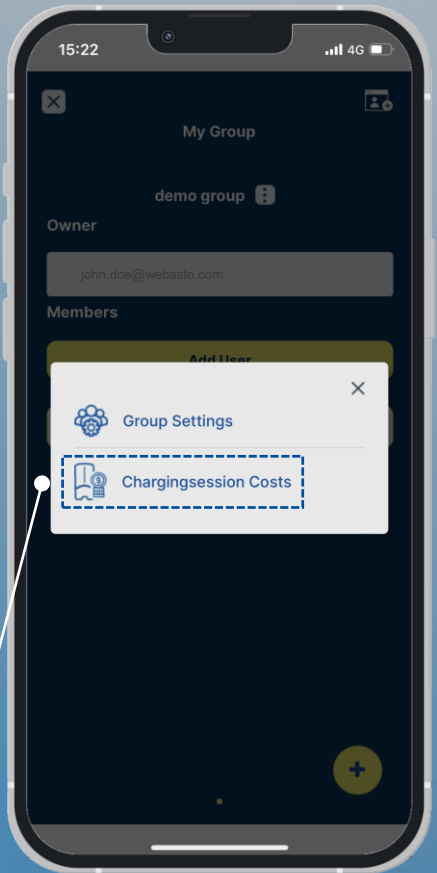 15:22
4G
My Group
demo group
Owner
john.doe@webasto.com
Members
Add User
Group Settings
Chargingsession Costs